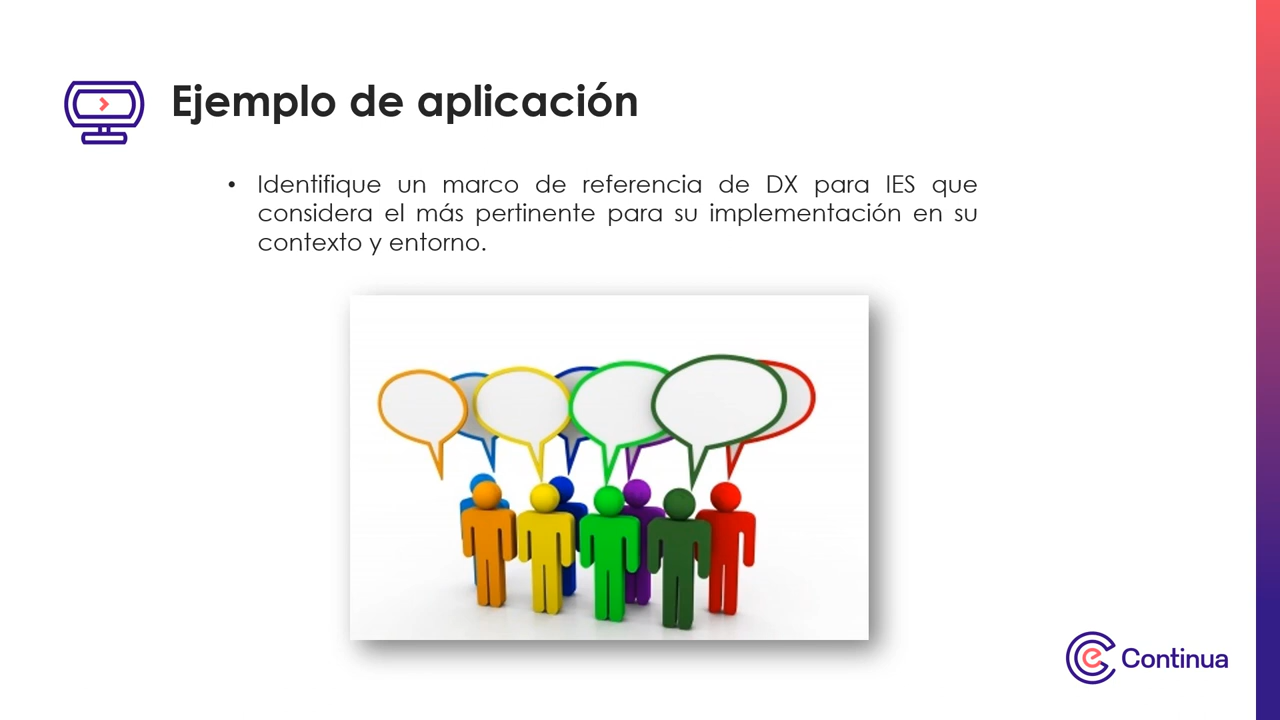 Ejemplo de aplicación
• Identifique un marco de referencia de DX para IES que
considera el más pertinente para su implementación en su
contexto y entorno.
e Continua